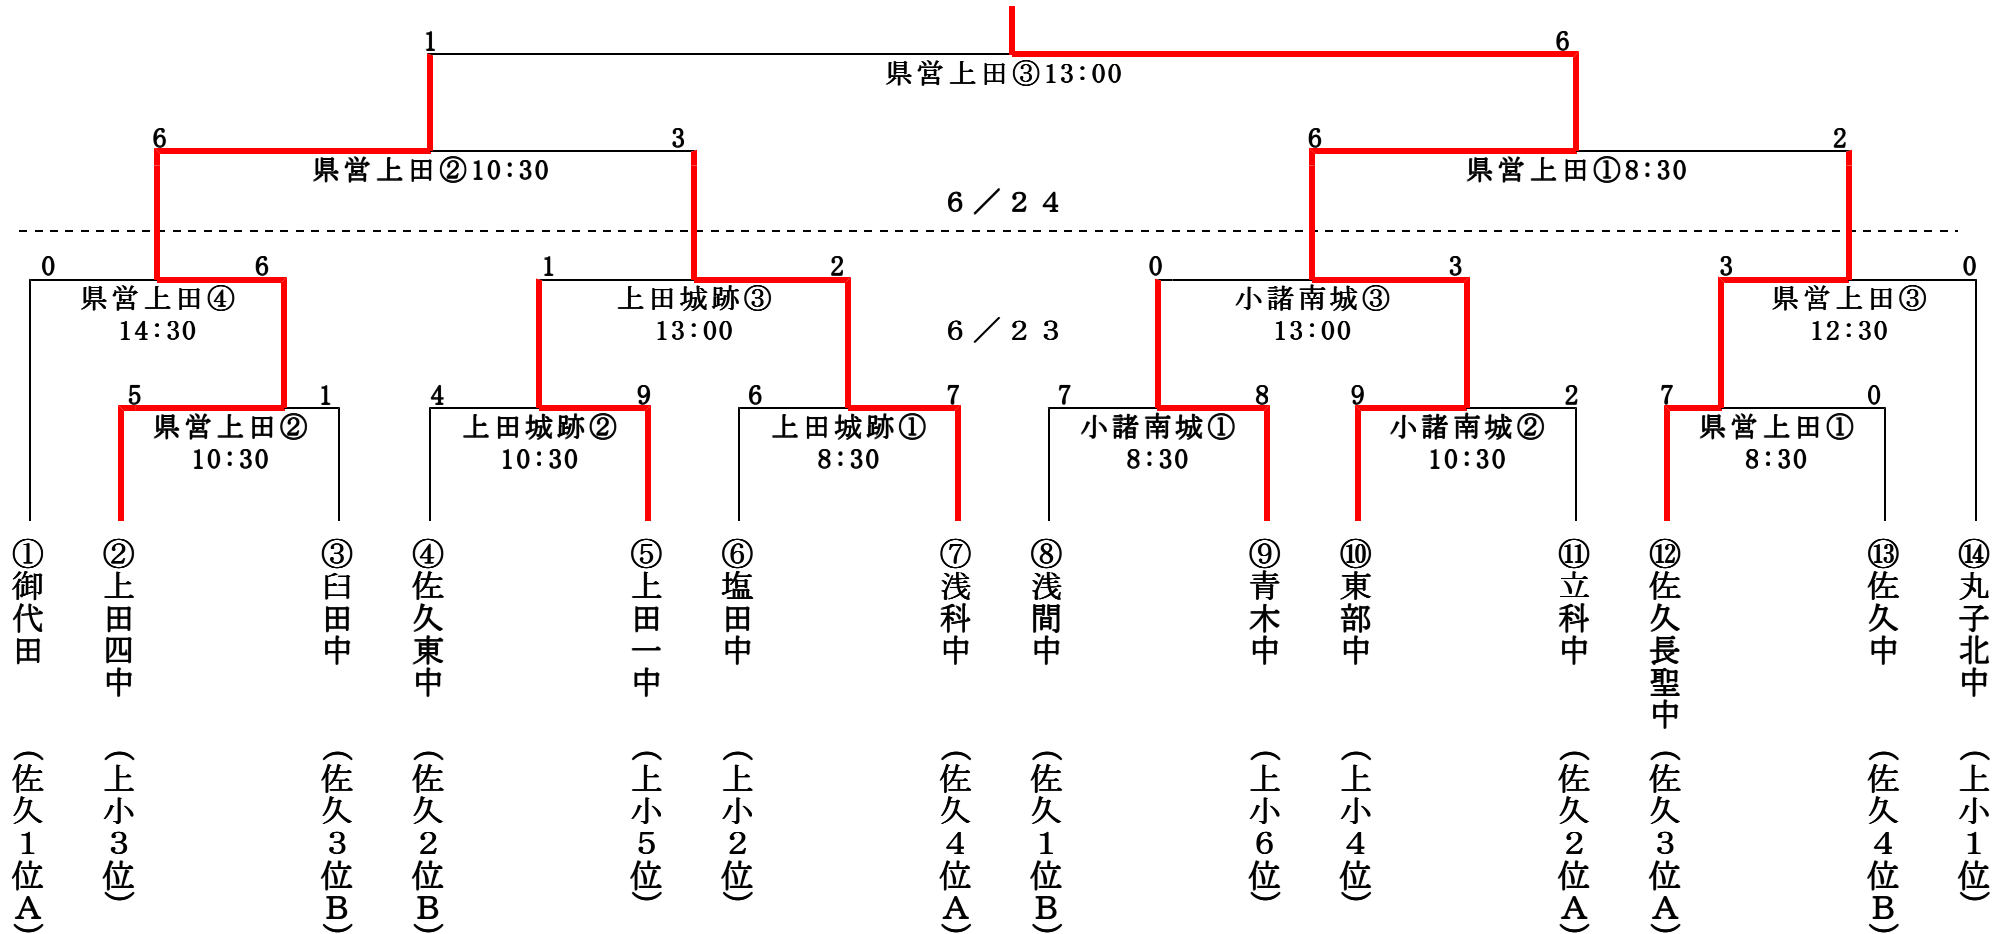 1 6
県営上田③13:00
6 3 6 2
県営上田②10:30 県営上田①8:30
6／24
0 6 1 2 0 3 3 0
県営上田④ 上田城跡③ 小諸南城③ 県営上田③
14:30 13:00 6／23 13:00 12:30
5 1 4 9 6 7 7 8 9 2 7 0
県営上田② 上田城跡② 上田城跡① 小諸南城① 小諸南城② 県営上田①
10:30 10:30 8:30 8:30 10:30 8:30
①御代田 (佐久1位A)
②上田四中 (上小3位)
③臼田中 (佐久3位B)
④佐久東中 (佐久2位B)
⑤上田一中 (上小5位)
⑥塩田中 (上小2位)
⑦浅科中 (佐久4位A)
⑧浅間中 (佐久1位B)
⑨青木中 (上小6位)
⑩東部中 (上小4位)
⑪立科中 (佐久2位A)
⑫佐久長聖中 (佐久3位A)
⑬佐久中 (佐久4位B)
⑭丸子北中 (上小1位)